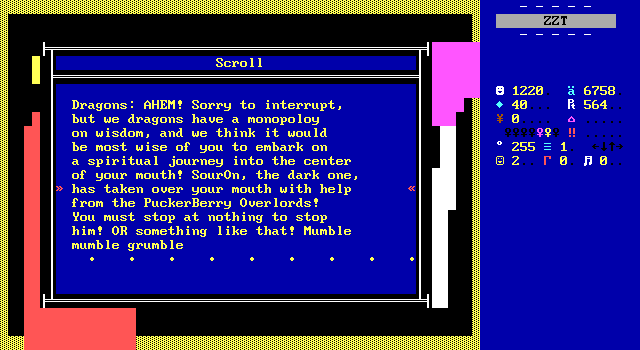 ZZT
Scroll
Dragons: AHEM! Sorry to interrupt,
but we dragons have a monopoloy
on wisdom, and we think it would
be most wise of you to embark on
a spiritual journey into the center
of your mouth! SourOn, the dark one,
» has taken over your mouth with help «
from the PuckerBerry Overlords!
You must stop at nothing to stop
him! OR something like that! Mumble
mumble grumble
1220 ä 6758
40 ₧ 564
¥ 0
255 ≡ 1
2 0 0